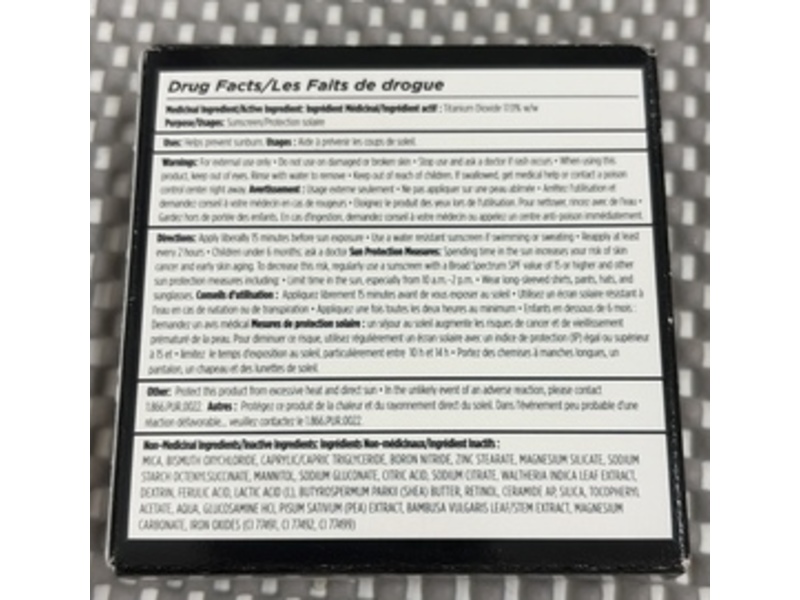 Drug Facts/Les Faits de drogue
Medicinal Ingredient/Active Ingredient: Ingrédient Médicinal/Ingrédient actif : Titanium Dioxide 17.0% w/w
Purpose/Usages: Sunscreen/Protection solaire
Uses: Helps prevent sunburn. Usages : Aide à prévenir les coups de soleil.
Warnings: For external use only • Do not use on damaged or broken skin • Stop use and ask a doctor if rash occurs • When using this
product, keep out of eyes. Rinse with water to remove • Keep out of reach of children. If swallowed, get medical help or contact a poison
control center right away. Avertissement : Usage externe seulement • Ne pas appliquer sur une peau abîmée • Arrêtez l'utilisation et
demandez conseil à votre médecin en cas de rougeurs • Eloignez le produit des yeux lors de l'utilisation. Pour nettoyer, rincez avec de l'eau •
Gardez hors de portée des enfants. En cas d'ingestion, demandez conseil à votre médecin ou appelez un centre anti-poison immédiatement.
Directions: Apply liberally 15 minutes before sun exposure • Use a water resistant sunscreen if swimming or sweating • Reapply at least
every 2 hours • Children under 6 months: ask a doctor Sun Protection Measures: Spending time in the sun increases your risk of skin
cancer and early skin aging. To decrease this risk, regularly use a sunscreen with a Broad Spectrum SPF value of 15 or higher and other
sun protection measures including: • Limit time in the sun, especially from 10 a.m.-2 p.m. • Wear long-sleeved shirts, pants, hats, and
sunglasses. Conseils d'utilisation : Appliquez librement 15 minutes avant de vous exposer au soleil • Utilisez un écran solaire résistant à
l'eau en cas de natation ou de transpiration • Appliquez une fois toutes les deux heures au minimum • Enfants en dessous de 6 mois :
Demandez un avis médical Mesures de protection solaire : un séjour au soleil augmente les risques de cancer et de vieillissement
prématuré de la peau. Pour diminuer ce risque, utilisez régulièrement un écran solaire avec un indice de protection (IP) égal ou supérieur
à 15 et • limitez le temps d'exposition au soleil, particulièrement entre 10 h et 14 h • Portez des chemises à manches longues, un
pantalon, un chapeau et des lunettes de soleil.
Other: Protect this product from excessive heat and direct sun • In the unlikely event of an adverse reaction, please contact
1.866.PUR.0022. Autres : Protégez ce produit de la chaleur et du rayonnement direct du soleil. Dans l'événement peu probable d'une
réaction défavorable... veuillez contactez le 1.866.PUR.0022.
Non-Medicinal Ingredients/Inactive Ingredients: Ingrédients Non-médicinaux/Ingrédient Inactifs :
MICA, BISMUTH OXYCHLORIDE, CAPRYLIC/CAPRIC TRIGLYCERIDE, BORON NITRIDE, ZINC STEARATE, MAGNESIUM SILICATE, SODIUM
STARCH OCTENYLSUCCINATE, MANNITOL, SODIUM GLUCONATE, CITRIC ACID, SODIUM CITRATE, WALTHERIA INDICA LEAF EXTRACT,
DEXTRIN, FERULIC ACID, LACTIC ACID (L), BUTYROSPERMUM PARKII (SHEA) BUTTER, RETINOL, CERAMIDE AP, SILICA, TOCOPHERYL
ACETATE, AQUA, GLUCOSAMINE HCl, PISUM SATIVUM (PEA) EXTRACT, BAMBUSA VULGARIS LEAF/STEM EXTRACT, MAGNESIUM
CARBONATE, IRON OXIDES (CI 77491, CI 77492, CI 77499)